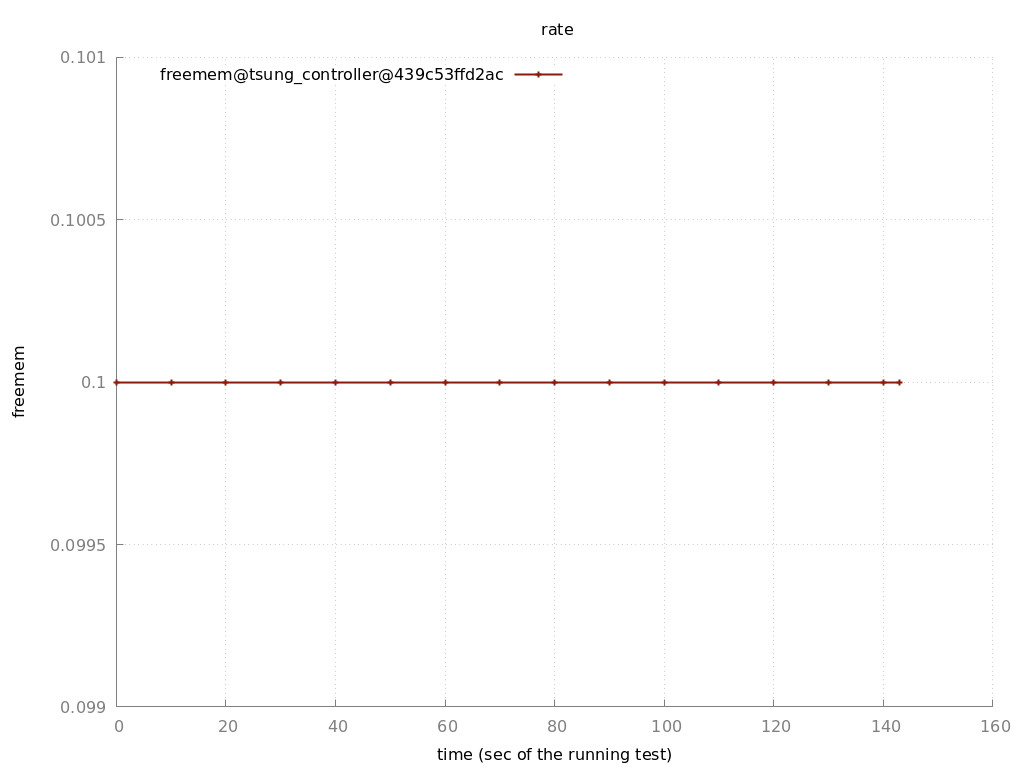 rate
0.101
freemem@tsung_controller@439c53ffd2ac
0.1005
freemem
0.1
0.0995
0.099
0 20 40 60 80 100 120 140 160
time (sec of the running test)